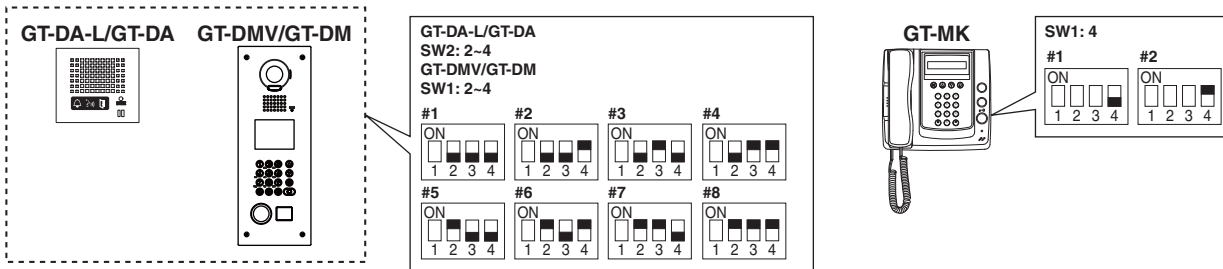 GT-DA-L/GT-DA GT-DMV/GT-DM
GT-DA-L/GT-DA
SW2: 2~4
GT-DMV/GT-DM
SW1: 2~4
#1 #2 #3 #4
ON ON ON ON
1 2 3 4 1 2 3 4 1 2 3 4 1 2 3 4
#5 #6 #7 #8
ON ON ON ON
1 2 3 4 1 2 3 4 1 2 3 4 1 2 3 4
GT-MK
SW1: 4
#1 #2
ON ON
1 2 3 4 1 2 3 4